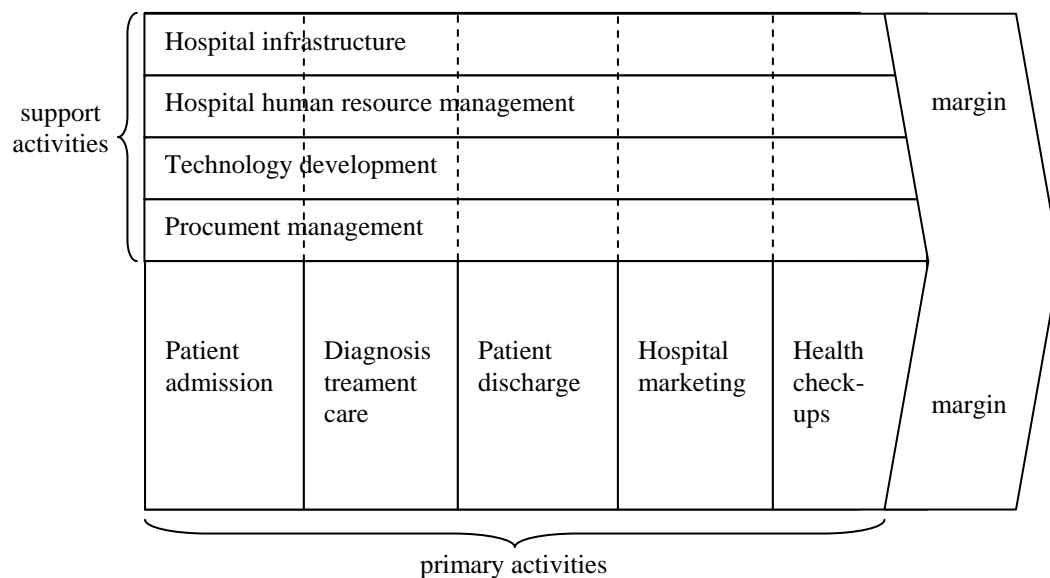 Hospital infrastructure
Hospital human resource management
support
activities
margin
Technology development
Procument management
Patient
admission
Diagnosis
treament
care
Patient
discharge
Hospital
marketing
Health
check-
ups
margin
primary activities